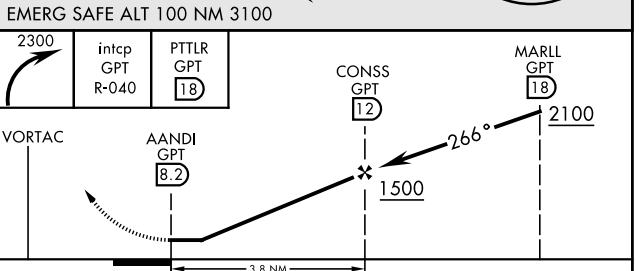 EMERG SAFE ALT 100 NM 3100
2300
intcp
GPT
R-040
PTTLR
GPT
18
VORTAC
AANDI
GPT
8.2
CONSS
GPT
12
MARLL
GPT
18
2100
266°
1500
3.8 NM